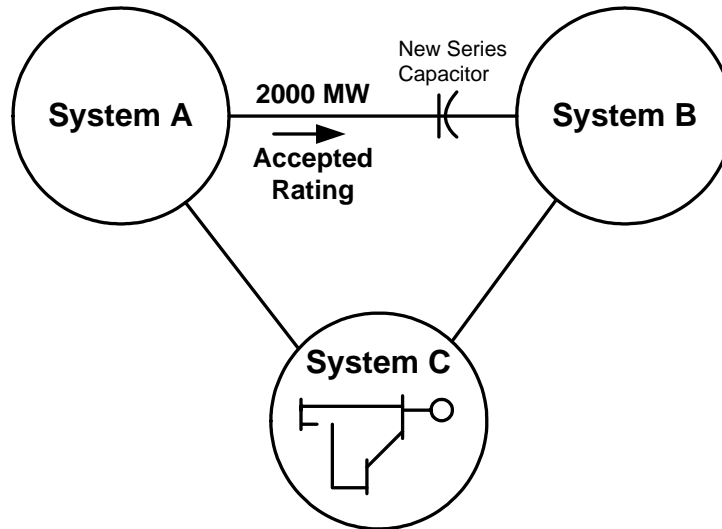 New Series
Capacitor
System A
2000 MW
System B
Accepted
Rating
System C